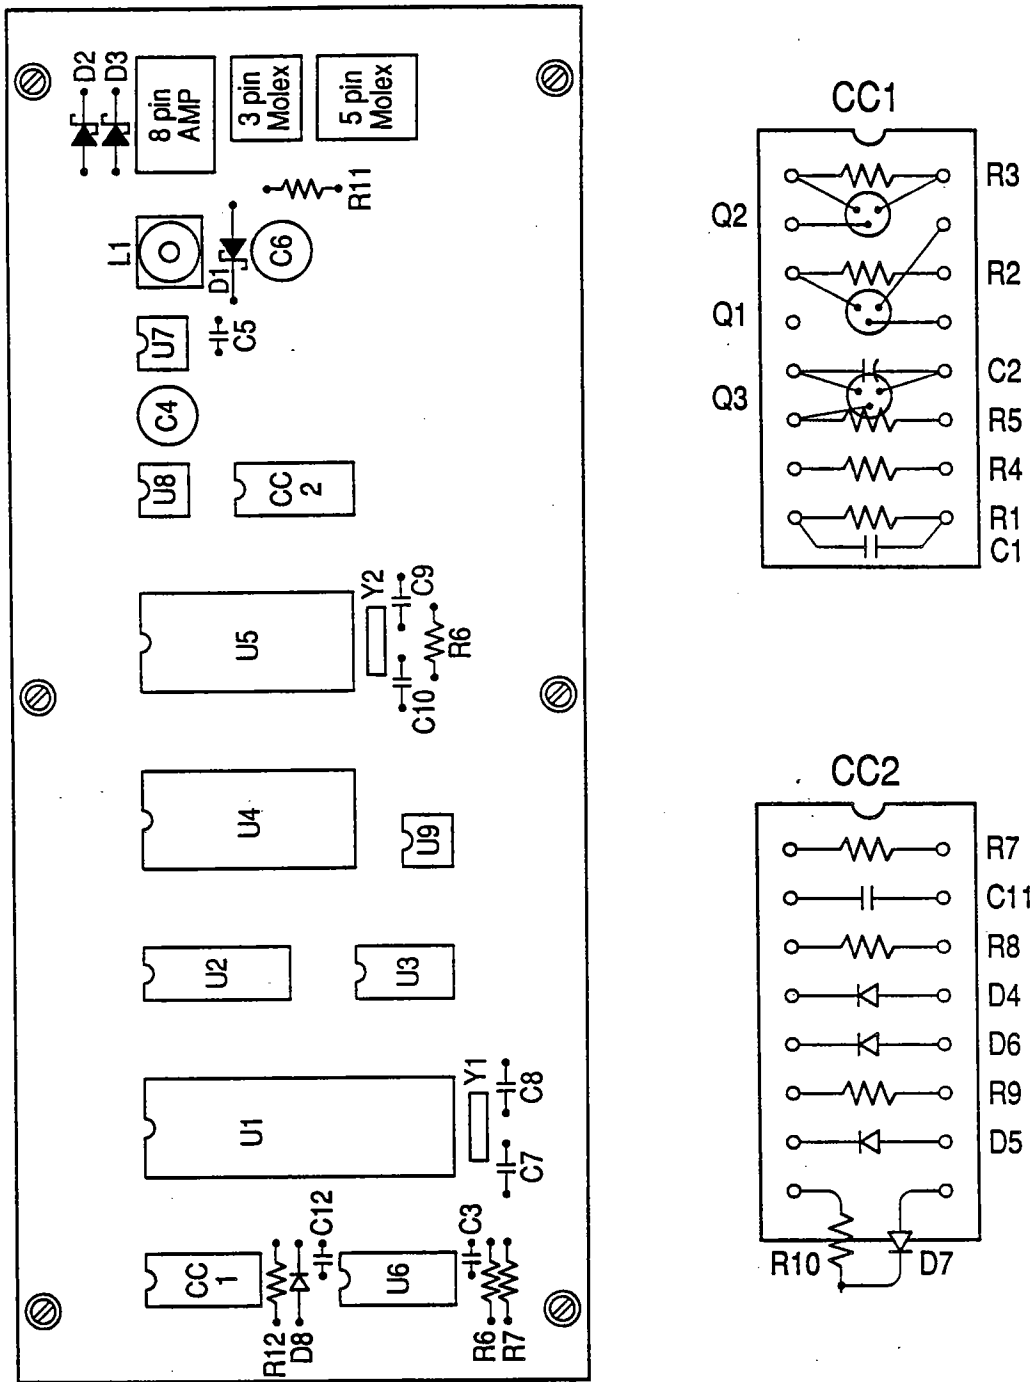 D2
D3
8 pin
AMP
3 pin
Molex
5 pin
Molex
R11
L1
D1
C6
U7
C5
C4
U8
CC
2
U5
Y2
C9
R6
C10
U4
U9
U2
U3
U1
Y1
C8
C7
CC
1
C12
R12
D8
U6
C3
R6
R7
CC1
R3
Q2
R2
Q1
C2
Q3
R5
R4
R1
C1
CC2
R7
C11
R8
D4
D6
R9
D5
R10
D7